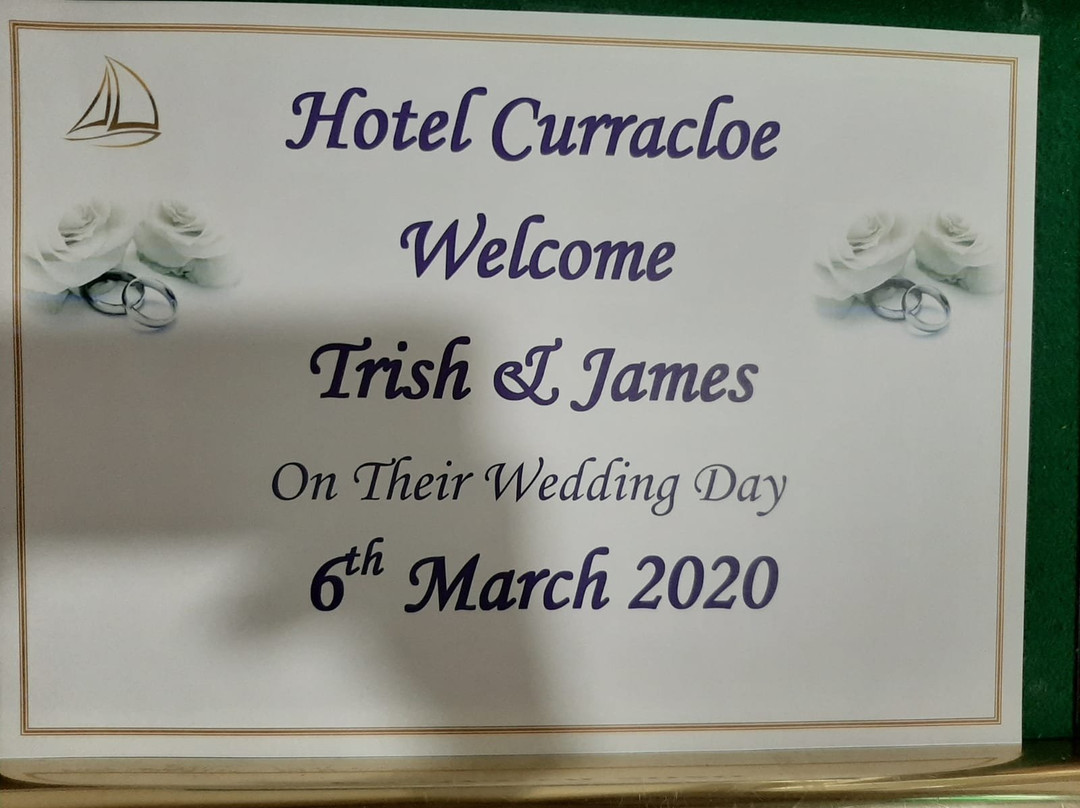 Hotel Curracloe
Welcome
Trish & James
On Their Wedding Day
6th March 2020